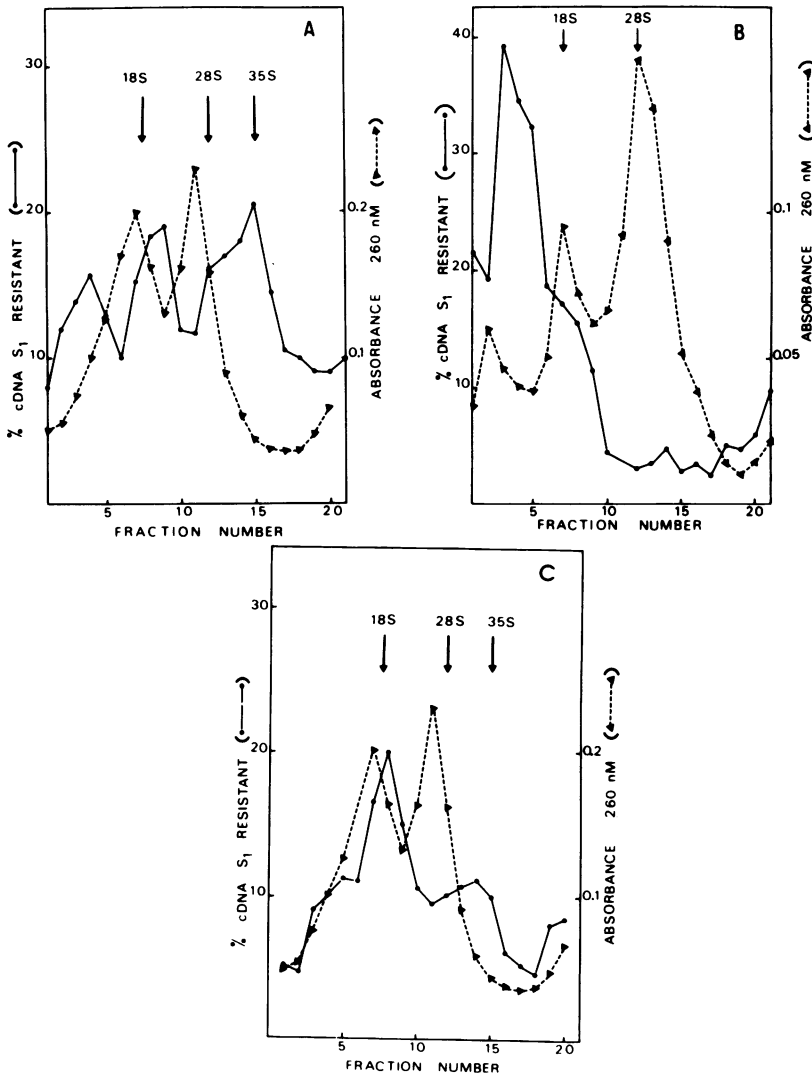 A
30
20
10
18S
28S
35S
% cDNA S1 RESISTANT (●—●)
0.2
0.1
ABSORBANCE 260 nM (▲---▲)
5
10
15
20
FRACTION NUMBER
B
40
30
20
10
18S
28S
% cDNA S1 RESISTANT (●—●)
0.1
0.05
ABSORBANCE 260 nM (▲---▲)
5
10
15
20
FRACTION NUMBER
C
30
20
10
18S
28S
35S
% cDNA S1 RESISTANT (●—●)
0.2
0.1
ABSORBANCE 260 nM (▲---▲)
5
10
15
20
FRACTION NUMBER